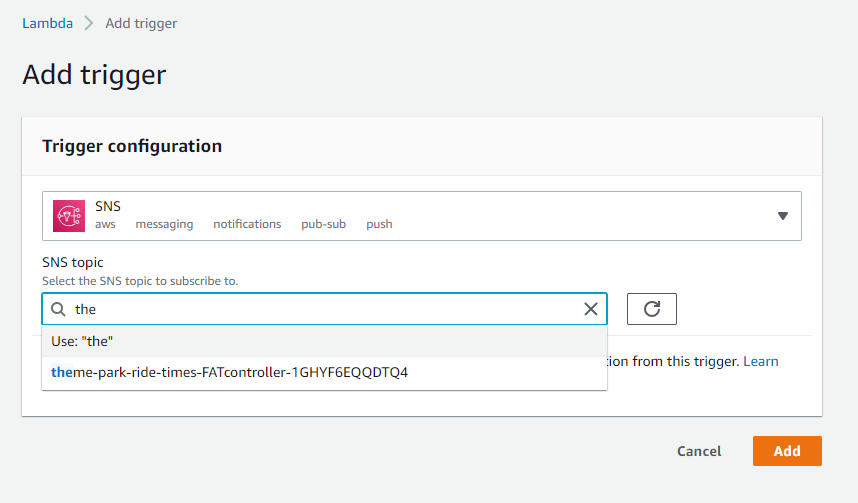 Lambda > Add trigger
Add trigger
Trigger configuration
SNS
aws messaging notifications pub-sub push
SNS topic
Select the SNS topic to subscribe to.
the
Use: "the"
theme-park-ride-times-FATcontroller-1GHYF6EQQDTQ4
from this trigger. Learn
Cancel Add